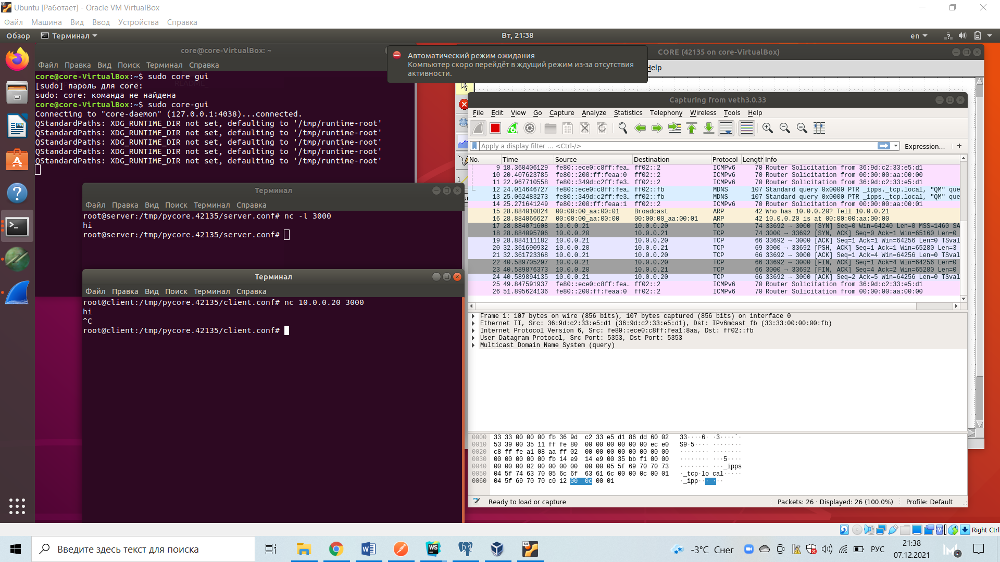 Ubuntu [Работает] - Oracle VM VirtualBox
Файл Машина Вид Ввод Устройства Справка
Обзор Терминал Вт, 21:38 en
core@core-VirtualBox: ~
Файл Правка Вид Поиск Терминал Справка
core@core-VirtualBox:~$ sudo core gui
[sudo] пароль для core:
sudo: core: команда не найдена
core@core-VirtualBox:~$ sudo core-gui
Connecting to "core-daemon" (127.0.0.1:4038)...connected.
QStandardPaths: XDG_RUNTIME_DIR not set, defaulting to '/tmp/runtime-root'
QStandardPaths: XDG_RUNTIME_DIR not set, defaulting to '/tmp/runtime-root'
QStandardPaths: XDG_RUNTIME_DIR not set, defaulting to '/tmp/runtime-root'
QStandardPaths: XDG_RUNTIME_DIR not set, defaulting to '/tmp/runtime-root'
QStandardPaths: XDG_RUNTIME_DIR not set, defaulting to '/tmp/runtime-root'
Автоматический режим ожидания
Компьютер скоро перейдёт в ждущий режим из-за отсутствия
активности.
CORE (42135 on core-VirtualBox)
Help
Терминал
Файл Правка Вид Поиск Терминал Справка
root@server:/tmp/pycore.42135/server.conf# nc -l 3000
hi
root@server:/tmp/pycore.42135/server.conf#
Терминал
Файл Правка Вид Поиск Терминал Справка
root@client:/tmp/pycore.42135/client.conf# nc 10.0.0.20 3000
hi
^C
root@client:/tmp/pycore.42135/client.conf#
Capturing from veth3.0.33
File Edit View Go Capture Analyze Statistics Telephony Wireless Tools Help
Apply a display filter ... <Ctrl-/> Expression... +
No. Time Source Destination Protocol Length Info
9 18.360406129 fe80::ece0:c8ff:fea… ff02::2 ICMPv6 70 Router Solicitation from 36:9d:c2:33:e5:d1
10 20.407623785 fe80::200:ff:feaa:0 ff02::2 ICMPv6 70 Router Solicitation from 00:00:00:aa:00:00
11 22.967710558 fe80::349d:c2ff:fe3… ff02::2 ICMPv6 70 Router Solicitation from 36:9d:c2:33:e5:d1
12 24.014646727 fe80::ece0:c8ff:fea… ff02::fb MDNS 107 Standard query 0x0000 PTR _ipps._tcp.local, "QM" que
13 25.062483273 fe80::349d:c2ff:fe3… ff02::fb MDNS 107 Standard query 0x0000 PTR _ipps._tcp.local, "QM" que
14 25.271641249 fe80::200:ff:feaa:1 ff02::2 ICMPv6 70 Router Solicitation from 00:00:00:aa:00:01
15 28.884010824 00:00:00_aa:00:01 Broadcast ARP 42 Who has 10.0.0.20? Tell 10.0.0.21
16 28.884066627 00:00:00_aa:00:00 00:00:00_aa:00:01 ARP 42 10.0.0.20 is at 00:00:00:aa:00:00
17 28.884071608 10.0.0.21 10.0.0.20 TCP 74 33692 → 3000 [SYN] Seq=0 Win=64240 Len=0 MSS=1460 SA
18 28.884095706 10.0.0.20 10.0.0.21 TCP 74 3000 → 33692 [SYN, ACK] Seq=0 Ack=1 Win=65160 Len=0
19 28.884111182 10.0.0.21 10.0.0.20 TCP 66 33692 → 3000 [ACK] Seq=1 Ack=1 Win=64256 Len=0 TSval
20 32.361690932 10.0.0.20 10.0.0.21 TCP 69 3000 → 33692 [PSH, ACK] Seq=1 Ack=1 Win=65280 Len=3
21 32.361723368 10.0.0.21 10.0.0.20 TCP 66 33692 → 3000 [ACK] Seq=1 Ack=4 Win=64256 Len=0 TSval
22 40.589705297 10.0.0.21 10.0.0.20 TCP 66 33692 → 3000 [FIN, ACK] Seq=1 Ack=4 Win=64256 Len=0
23 40.589876373 10.0.0.20 10.0.0.21 TCP 66 3000 → 33692 [FIN, ACK] Seq=4 Ack=2 Win=65280 Len=0
24 40.589894135 10.0.0.21 10.0.0.20 TCP 66 33692 → 3000 [ACK] Seq=2 Ack=5 Win=64256 Len=0 TSval
25 49.847591937 fe80::ece0:c8ff:fea… ff02::2 ICMPv6 70 Router Solicitation from 36:9d:c2:33:e5:d1
26 51.895624136 fe80::200:ff:feaa:0 ff02::2 ICMPv6 70 Router Solicitation from 00:00:00:aa:00:00
Frame 1: 107 bytes on wire (856 bits), 107 bytes captured (856 bits) on interface 0
Ethernet II, Src: 36:9d:c2:33:e5:d1 (36:9d:c2:33:e5:d1), Dst: IPv6mcast_fb (33:33:00:00:00:fb)
Internet Protocol Version 6, Src: fe80::ece0:c8ff:fea1:8aa, Dst: ff02::fb
User Datagram Protocol, Src Port: 5353, Dst Port: 5353
Multicast Domain Name System (query)
0000 33 33 00 00 00 fb 36 9d c2 33 e5 d1 86 dd 60 02 33····6· ·3····`·
0010 53 39 00 35 11 ff fe 80 00 00 00 00 00 00 ec e0 S9·5···· ········
0020 c8 ff fe a1 08 aa ff 02 00 00 00 00 00 00 00 00 ········ ········
0030 00 00 00 00 00 fb 14 e9 14 e9 00 35 bb f1 00 00 ········ ···5····
0040 00 00 00 02 00 00 00 00 00 00 05 5f 69 70 70 73 ········ ···_ipps
0050 04 5f 74 63 70 05 6c 6f 63 61 6c 00 00 0c 00 01 ·_tcp·lo cal·····
0060 04 5f 69 70 70 c0 12 00 0c 00 01 ·_ipp··· ···
Ready to load or capture Packets: 26 · Displayed: 26 (100.0%) Profile: Default
Right Ctrl
Введите здесь текст для поиска
-3°C Снег РУС 21:38
07.12.2021
3